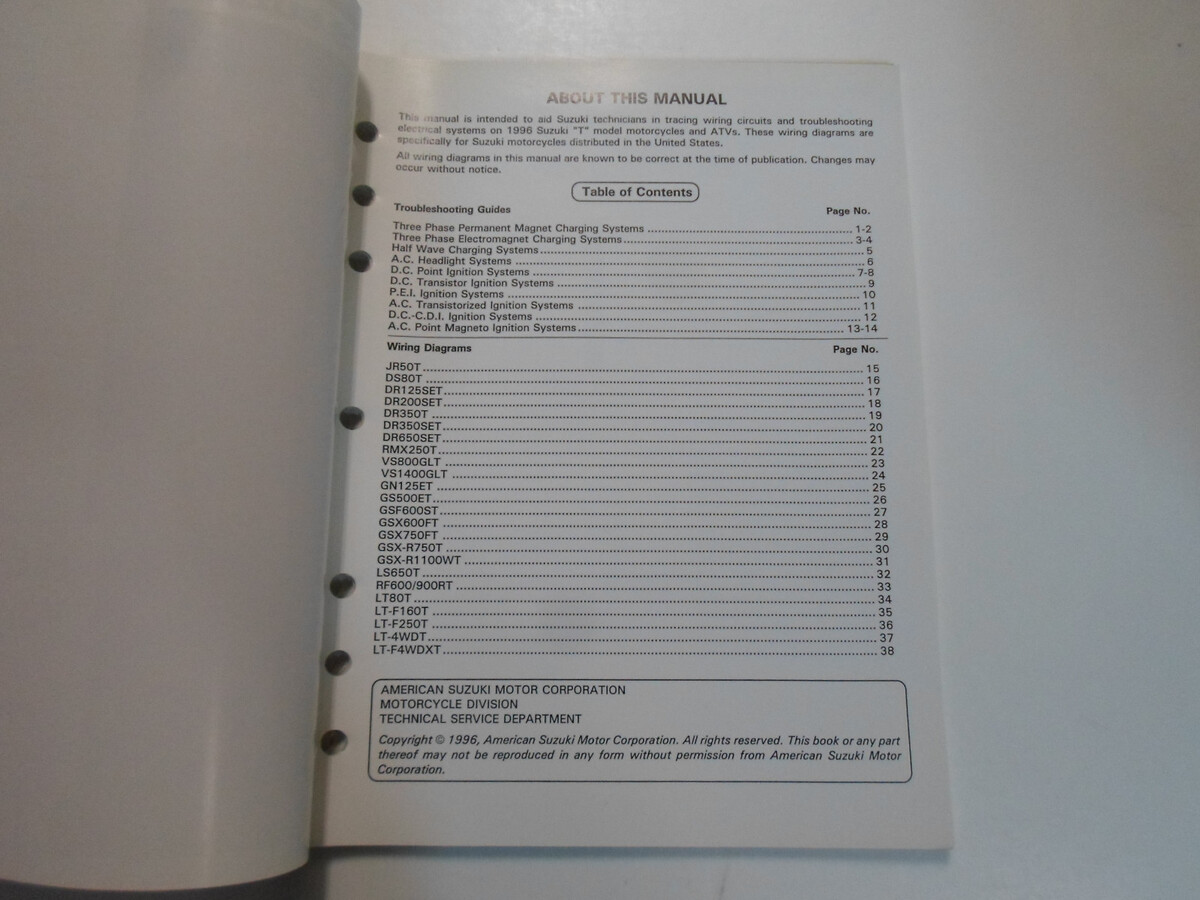 ABOUT THIS MANUAL
This manual is intended to aid Suzuki technicians in tracing wiring circuits and troubleshooting
electrical systems on 1996 Suzuki "T" model motorcycles and ATVs. These wiring diagrams are
specifically for Suzuki motorcycles distributed in the United States.
All wiring diagrams in this manual are known to be correct at the time of publication. Changes may
occur without notice.
Table of Contents
Troubleshooting Guides Page No.
Three Phase Permanent Magnet Charging Systems ........ 1-2
Three Phase Electromagnet Charging Systems ........ 3-4
Half Wave Charging Systems ........ 5
A.C. Headlight Systems ........ 6
D.C. Point Ignition Systems ........ 7-8
D.C. Transistor Ignition Systems ........ 9
P.E.I. Ignition Systems ........ 10
A.C. Transistorized Ignition Systems ........ 11
D.C.-C.D.I. Ignition Systems ........ 12
A.C. Point Magneto Ignition Systems ........ 13-14
Wiring Diagrams Page No.
JR50T ........ 15
DS80T ........ 16
DR125SET ........ 17
DR200SET ........ 18
DR350T ........ 19
DR350SET ........ 20
DR650SET ........ 21
RMX250T ........ 22
VS800GLT ........ 23
VS1400GLT ........ 24
GN125ET ........ 25
GS500ET ........ 26
GSF600ST ........ 27
GSX600FT ........ 28
GSX750FT ........ 29
GSX-R750T ........ 30
GSX-R1100WT ........ 31
LS650T ........ 32
RF600/900RT ........ 33
LT80T ........ 34
LT-F160T ........ 35
LT-F250T ........ 36
LT-4WDT ........ 37
LT-F4WDXT ........ 38
AMERICAN SUZUKI MOTOR CORPORATION
MOTORCYCLE DIVISION
TECHNICAL SERVICE DEPARTMENT
Copyright © 1996, American Suzuki Motor Corporation. All rights reserved. This book or any part
thereof may not be reproduced in any form without permission from American Suzuki Motor
Corporation.